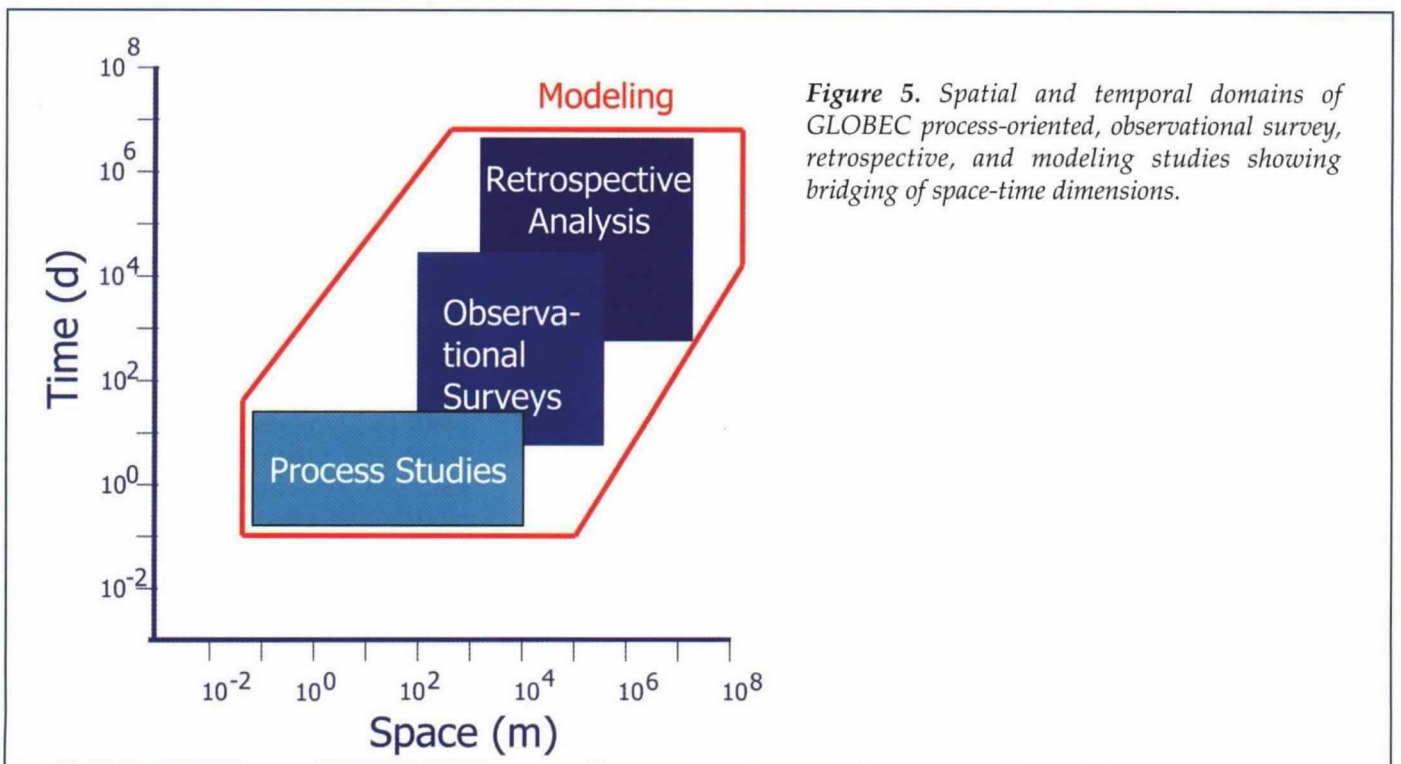 10^8
10^6
10^4
10^2
10^0
10^-2
Time (d)
Modeling
Retrospective
Analysis
Observa-
tional
Surveys
Process Studies
10^-2 10^0 10^2 10^4 10^6 10^8
Space (m)
Figure 5. Spatial and temporal domains of
GLOBEC process-oriented, observational survey,
retrospective, and modeling studies showing
bridging of space-time dimensions.